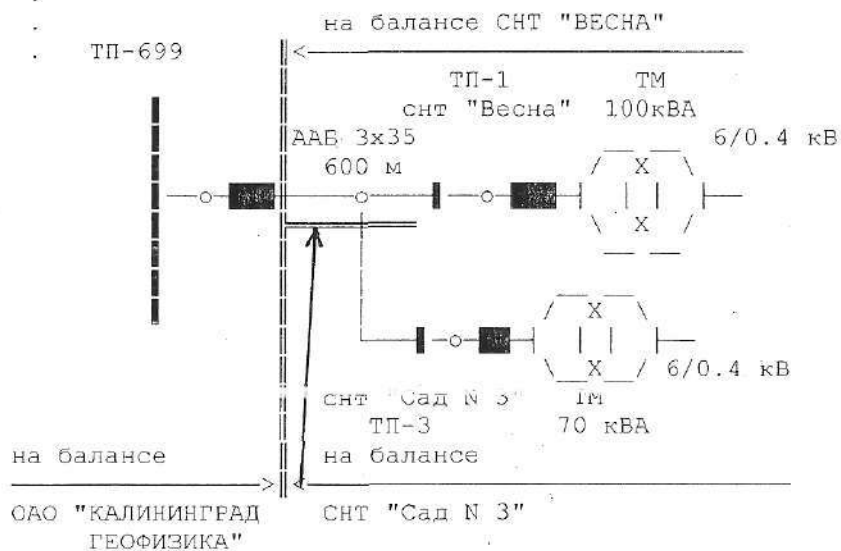 на балансе СНТ "ВЕСНА"
ТП-699
ТП-1 ТМ
снт "Весна" 100кВА
ААБ 3х35 6/0.4 кВ
600 м
6/0.4 кВ
снт "Сад N 3" ТМ
ТП-3 70 кВА
на балансе на балансе
ОАО "КАЛИНИНГРАД СНТ "Сад N 3"
ГЕОФИЗИКА"